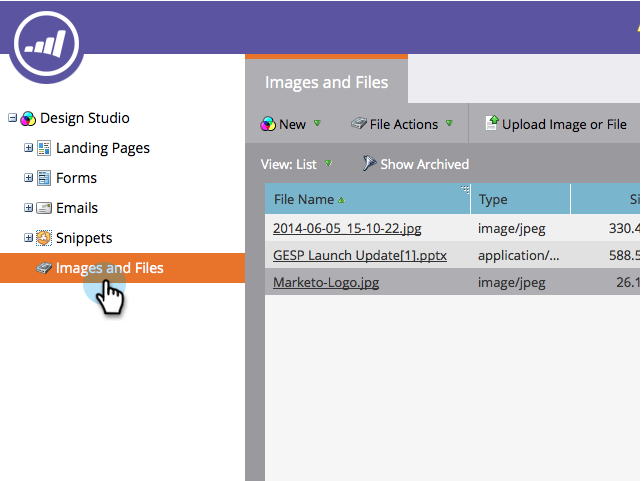 Images and Files
Design Studio
Landing Pages
Forms
Emails
Snippets
Images and Files
New
File Actions
Upload Image or File
View: List
Show Archived
File Name
Type
Si
2014-06-05_15-10-22.jpg
image/jpeg
330.4
GESP Launch Update[1].pptx
application/...
588.5
Marketo-Logo.jpg
image/jpeg
26.1